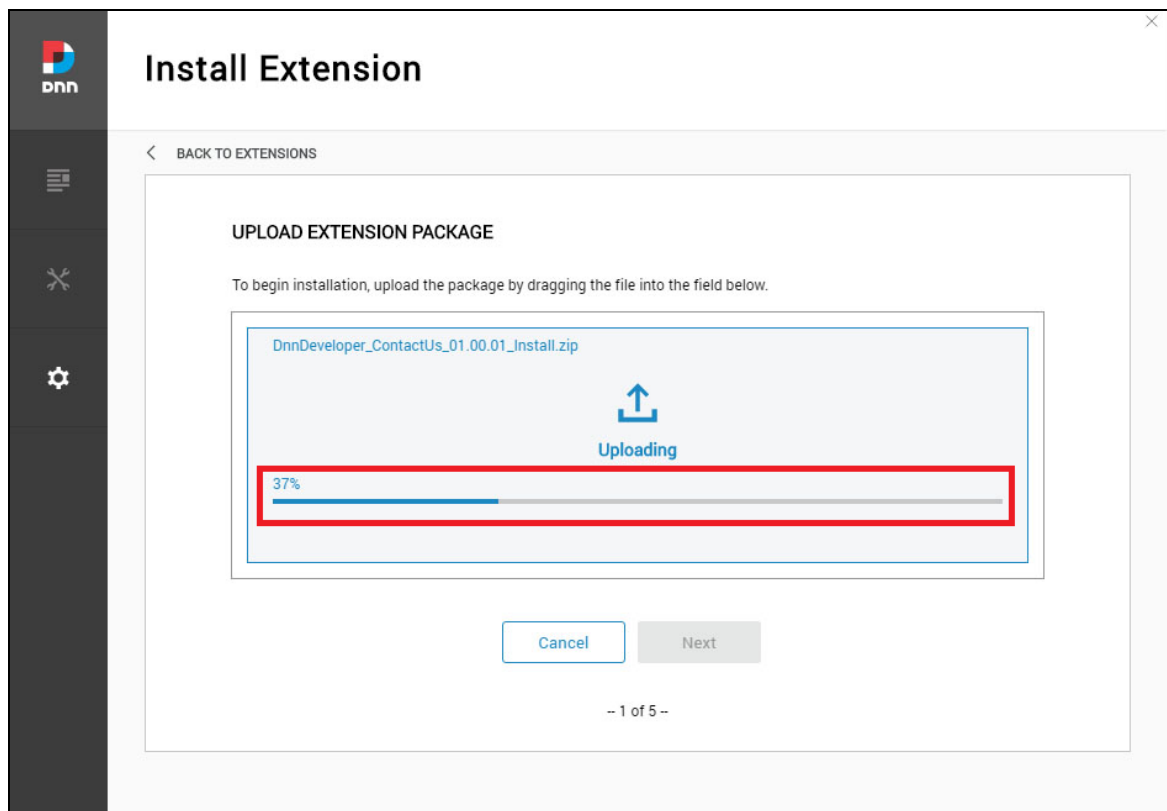 Install Extension
DNN
BACK TO EXTENSIONS
UPLOAD EXTENSION PACKAGE
To begin installation, upload the package by dragging the file into the field below.
DnnDeveloper_ContactUs_01.00.01_Install.zip
Uploading
37%
Cancel Next
-- 1 of 5 --